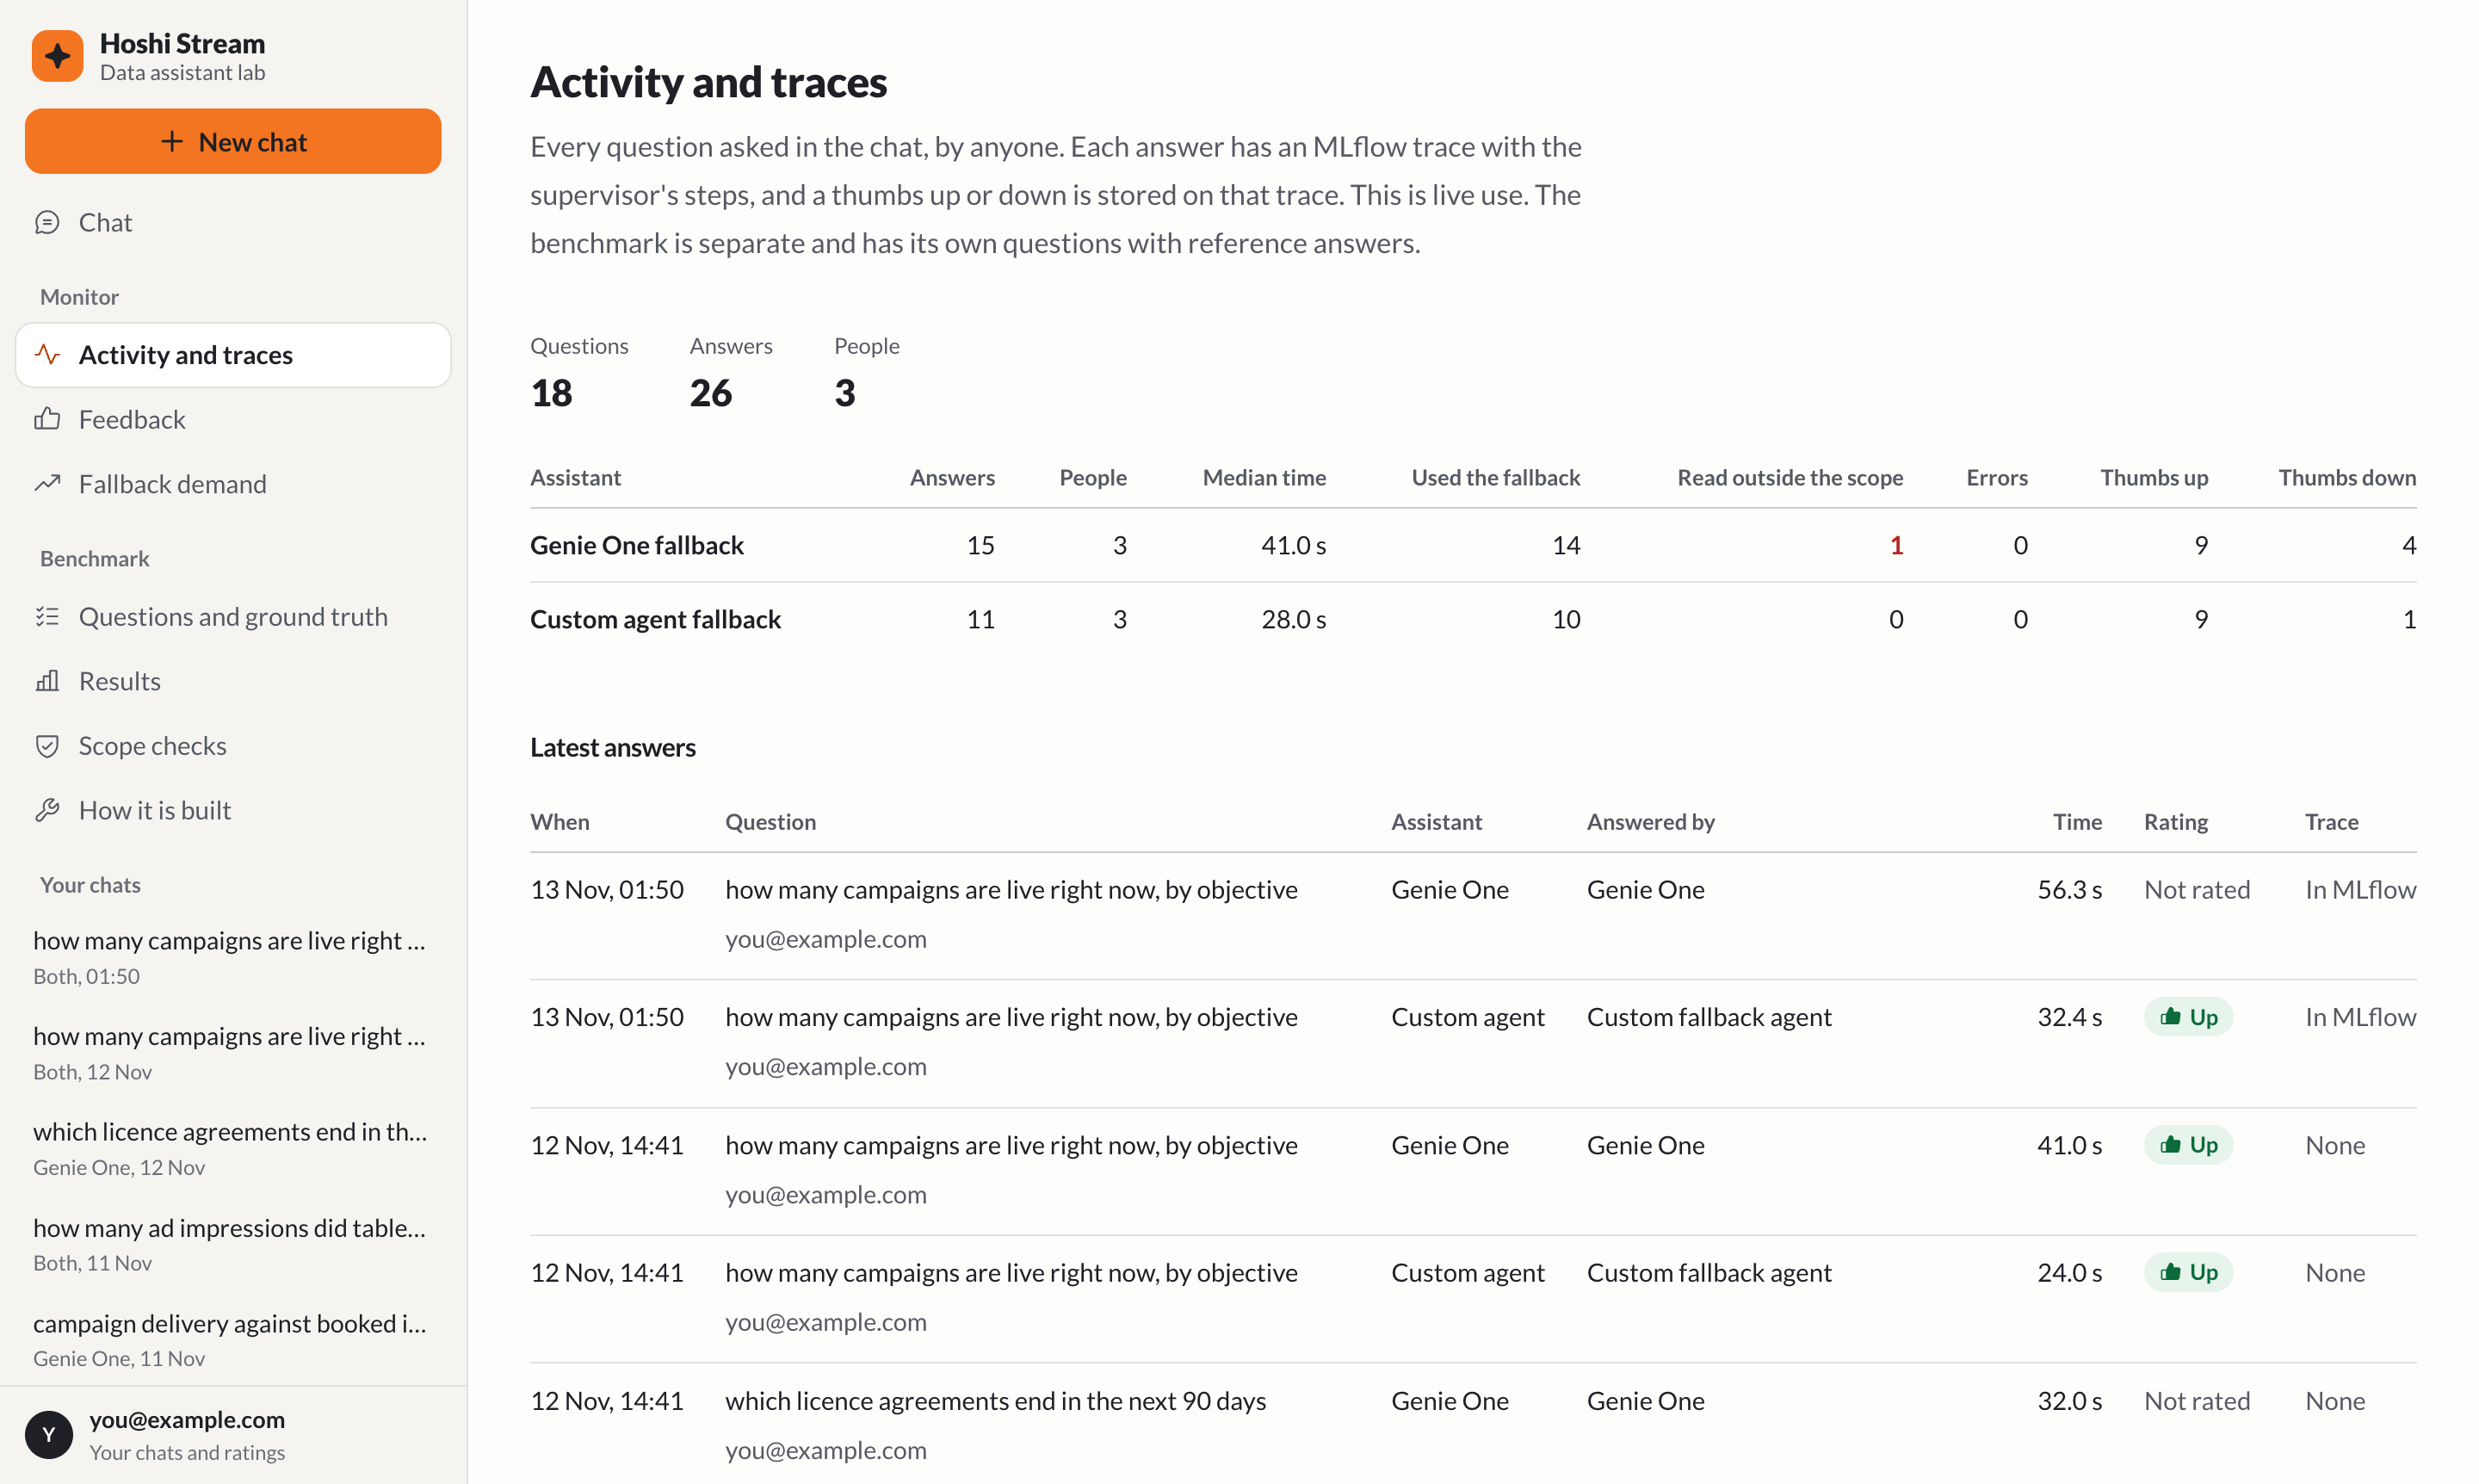 Hoshi Stream
Data assistant lab
New chat
Chat
Monitor
Activity and traces
Feedback
Fallback demand
Benchmark
Questions and ground truth
Results
Scope checks
How it is built
Your chats
how many campaigns are live right ...
Both, 01:50
how many campaigns are live right ...
Both, 12 Nov
which licence agreements end in th...
Genie One, 12 Nov
how many ad impressions did table...
Both, 11 Nov
campaign delivery against booked i...
Genie One, 11 Nov
Y
you@example.com
Your chats and ratings
Activity and traces
Every question asked in the chat, by anyone. Each answer has an MLflow trace with the
supervisor's steps, and a thumbs up or down is stored on that trace. This is live use. The
benchmark is separate and has its own questions with reference answers.
Questions Answers People
18 26 3
Assistant Answers People Median time Used the fallback Read outside the scope Errors Thumbs up Thumbs down
Genie One fallback 15 3 41.0 s 14 1 0 9 4
Custom agent fallback 11 3 28.0 s 10 0 0 9 1
Latest answers
When Question Assistant Answered by Time Rating Trace
13 Nov, 01:50 how many campaigns are live right now, by objective Genie One Genie One 56.3 s Not rated In MLflow
you@example.com
13 Nov, 01:50 how many campaigns are live right now, by objective Custom agent Custom fallback agent 32.4 s Up In MLflow
you@example.com
12 Nov, 14:41 how many campaigns are live right now, by objective Genie One Genie One 41.0 s Up None
you@example.com
12 Nov, 14:41 how many campaigns are live right now, by objective Custom agent Custom fallback agent 24.0 s Up None
you@example.com
12 Nov, 14:41 which licence agreements end in the next 90 days Genie One Genie One 32.0 s Not rated None
you@example.com